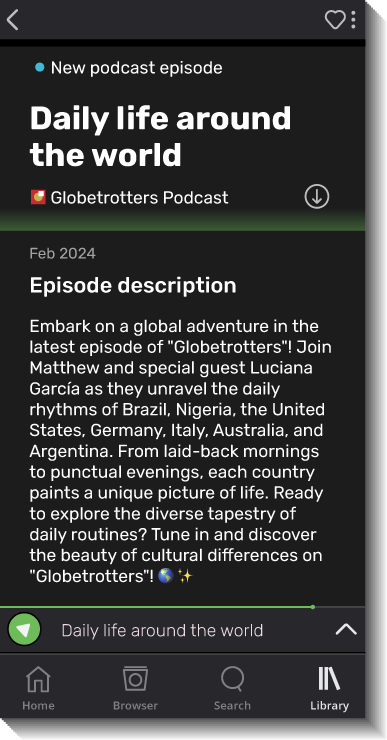 New podcast episode
Daily life around
the world
Globetrotters Podcast
Feb 2024
Episode description
Embark on a global adventure in the
latest episode of "Globetrotters"! Join
Matthew and special guest Luciana
García as they unravel the daily
rhythms of Brazil, Nigeria, the United
States, Germany, Italy, Australia, and
Argentina. From laid-back mornings
to punctual evenings, each country
paints a unique picture of life. Ready
to explore the diverse tapestry of
daily routines? Tune in and discover
the beauty of cultural differences on
"Globetrotters"! 🌎✨
Daily life around the world
Home Browser Search Library